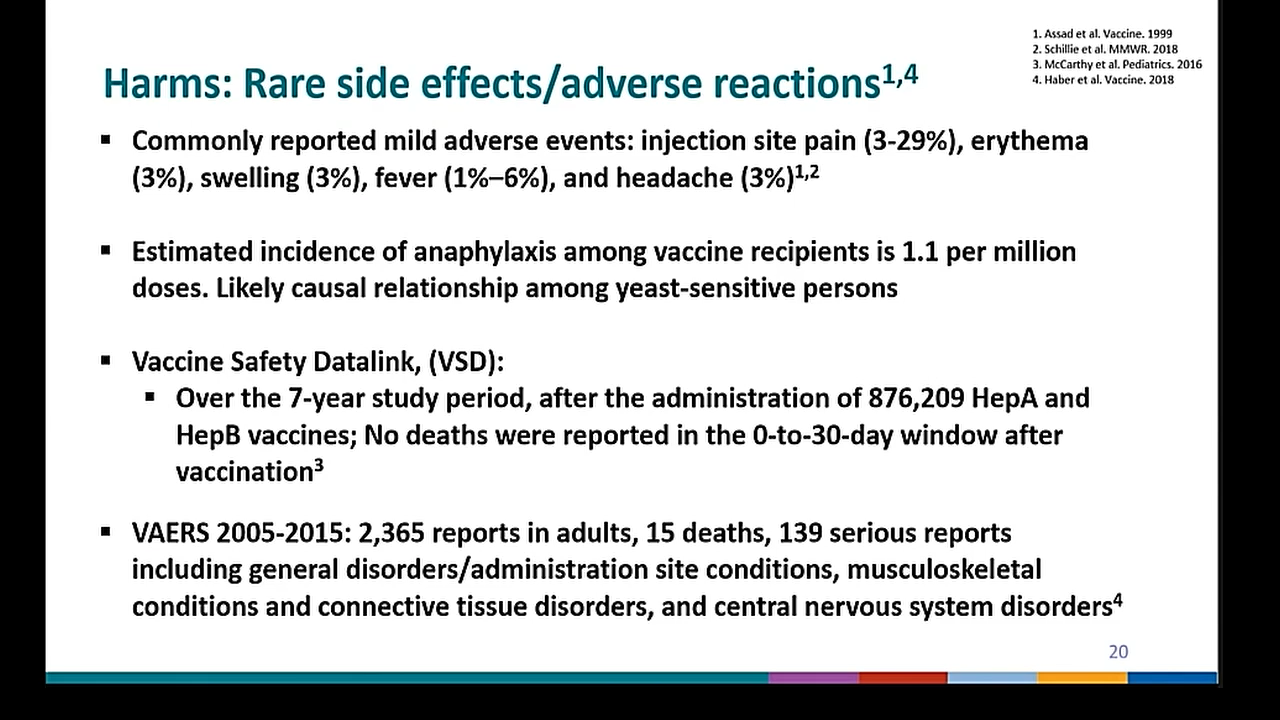 1. Assad et al. Vaccine. 1999
2. Schillie et al. MMWR. 2018
3. McCarthy et al. Pediatrics. 2016
4. Haber et al. Vaccine. 2018
Harms: Rare side effects/adverse reactions1,4
▪ Commonly reported mild adverse events: injection site pain (3-29%), erythema
(3%), swelling (3%), fever (1%–6%), and headache (3%)1,2
▪ Estimated incidence of anaphylaxis among vaccine recipients is 1.1 per million
doses. Likely causal relationship among yeast-sensitive persons
▪ Vaccine Safety Datalink, (VSD):
▪ Over the 7-year study period, after the administration of 876,209 HepA and
HepB vaccines; No deaths were reported in the 0-to-30-day window after
vaccination3
▪ VAERS 2005-2015: 2,365 reports in adults, 15 deaths, 139 serious reports
including general disorders/administration site conditions, musculoskeletal
conditions and connective tissue disorders, and central nervous system disorders4
20